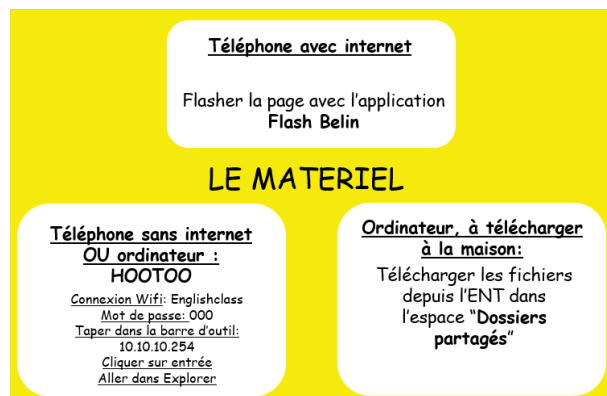 Téléphone avec internet
Flasher la page avec l'application
Flash Belin
LE MATERIEL
Téléphone sans internet
OU ordinateur :
HOOTOO
Connexion Wifi: Englishclass
Mot de passe: 000
Taper dans la barre d'outil:
10.10.10.254
Cliquer sur entrée
Aller dans Explorer
Ordinateur, à télécharger
à la maison:
Télécharger les fichiers
depuis l'ENT dans
l'espace "Dossiers
partagés"